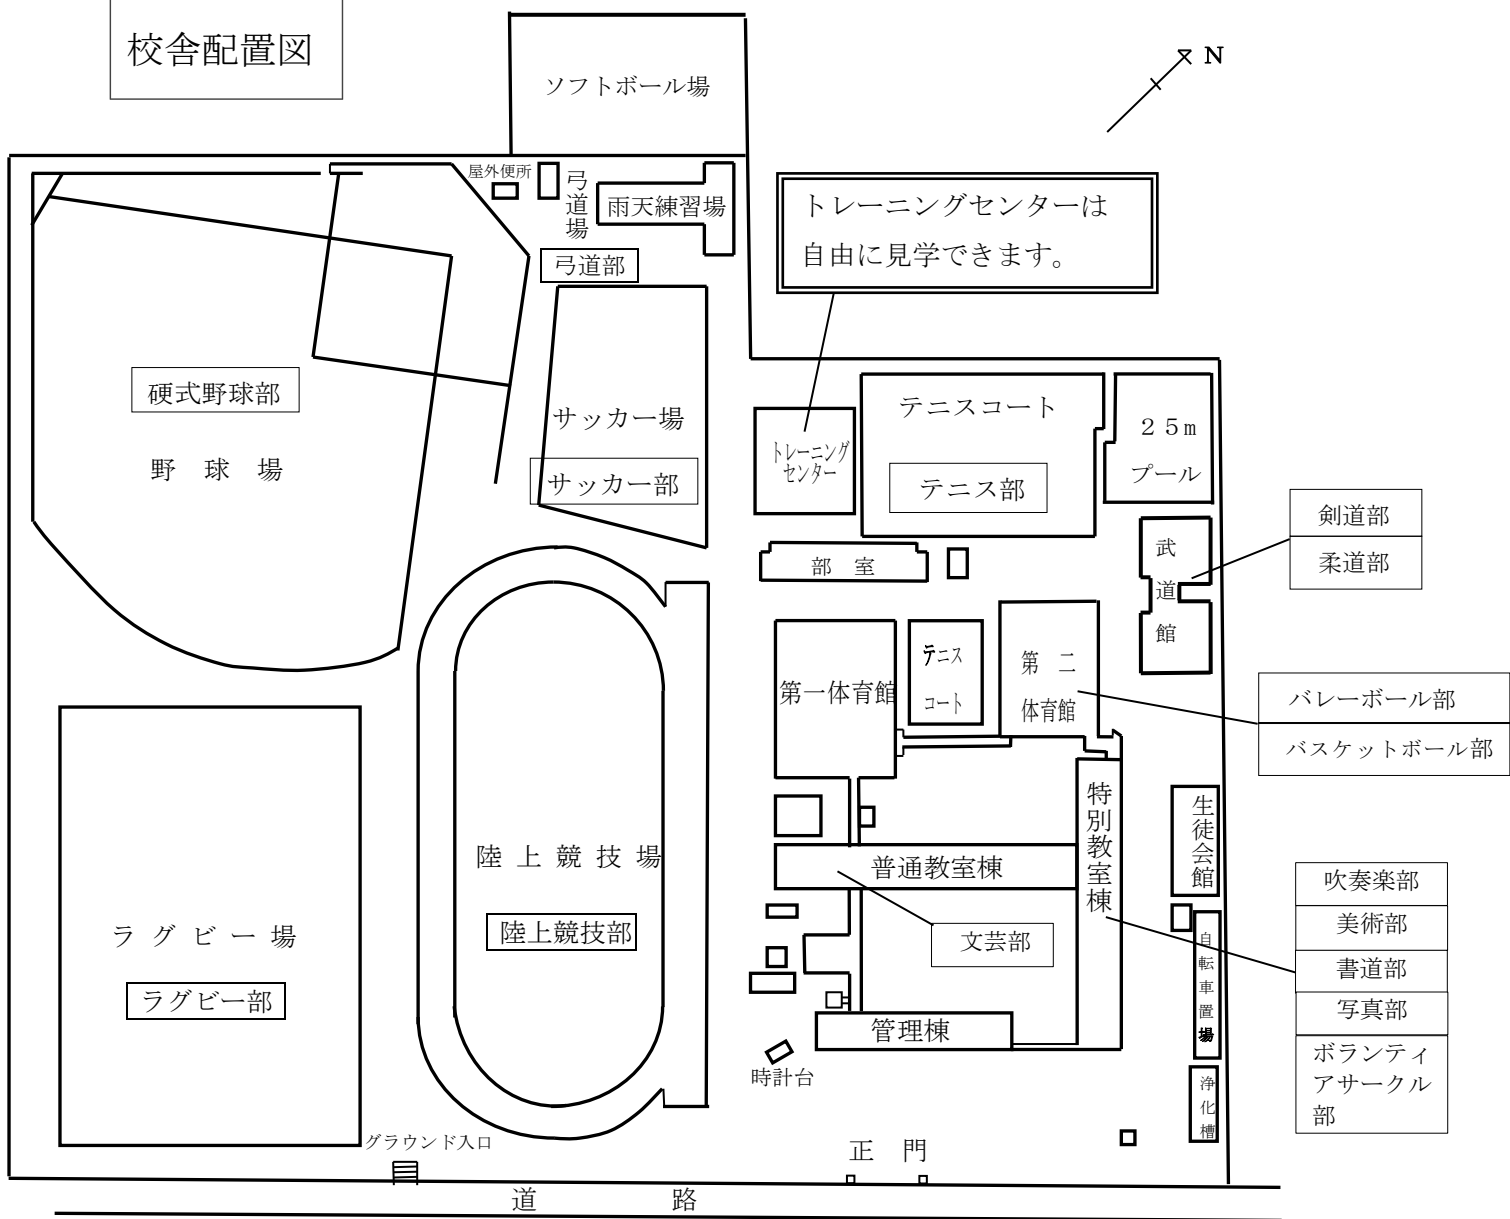 校舎配置図
ソフトボール場
N
屋外便所
弓道場
雨天練習場
弓道部
トレーニングセンターは
自由に見学できます。
硬式野球部
野球場
サッカー場
サッカー部
トレーニング
センター
テニスコート
テニス部
２５m
プール
部室
武道館
剣道部
柔道部
第一体育館
テニス
コート
第二
体育館
バレーボール部
バスケットボール部
特別教室棟
生徒会館
陸上競技場
陸上競技部
普通教室棟
文芸部
吹奏楽部
美術部
書道部
写真部
ボランティ
アサークル
部
自転車置場
ラグビー場
ラグビー部
管理棟
時計台
浄化槽
グラウンド入口
正門
道路